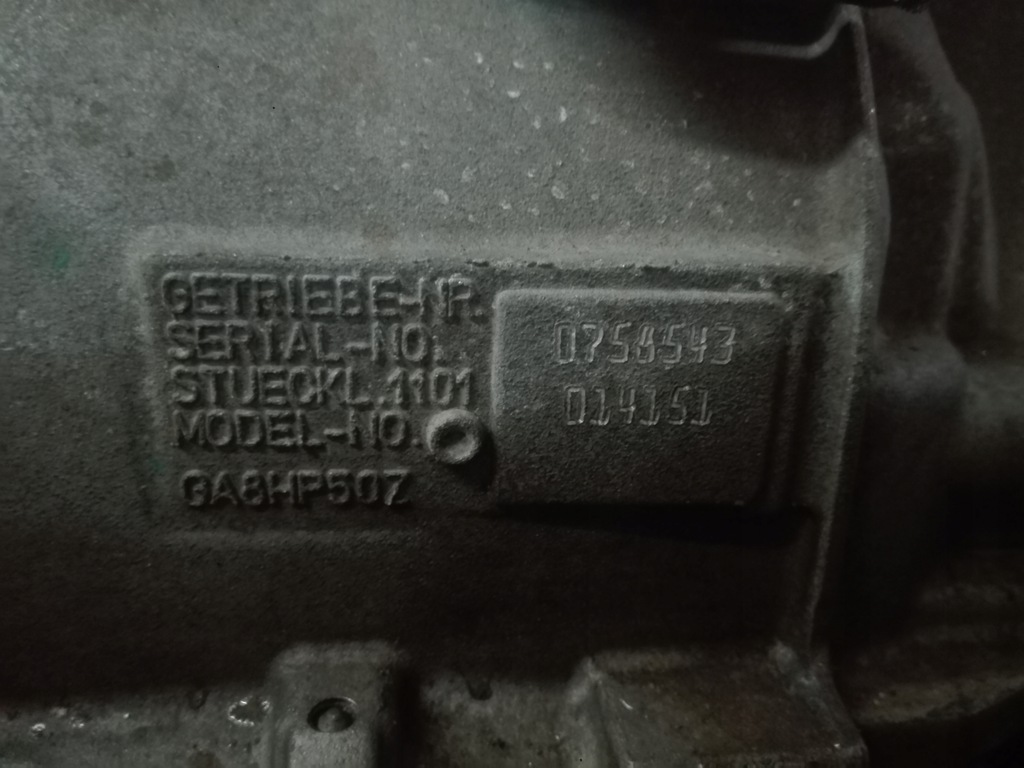 GETRIEBE-NR.
SERIAL-NO.
0758543
STUECKL.1101
MODEL-NO.
014151
GA8HP50Z